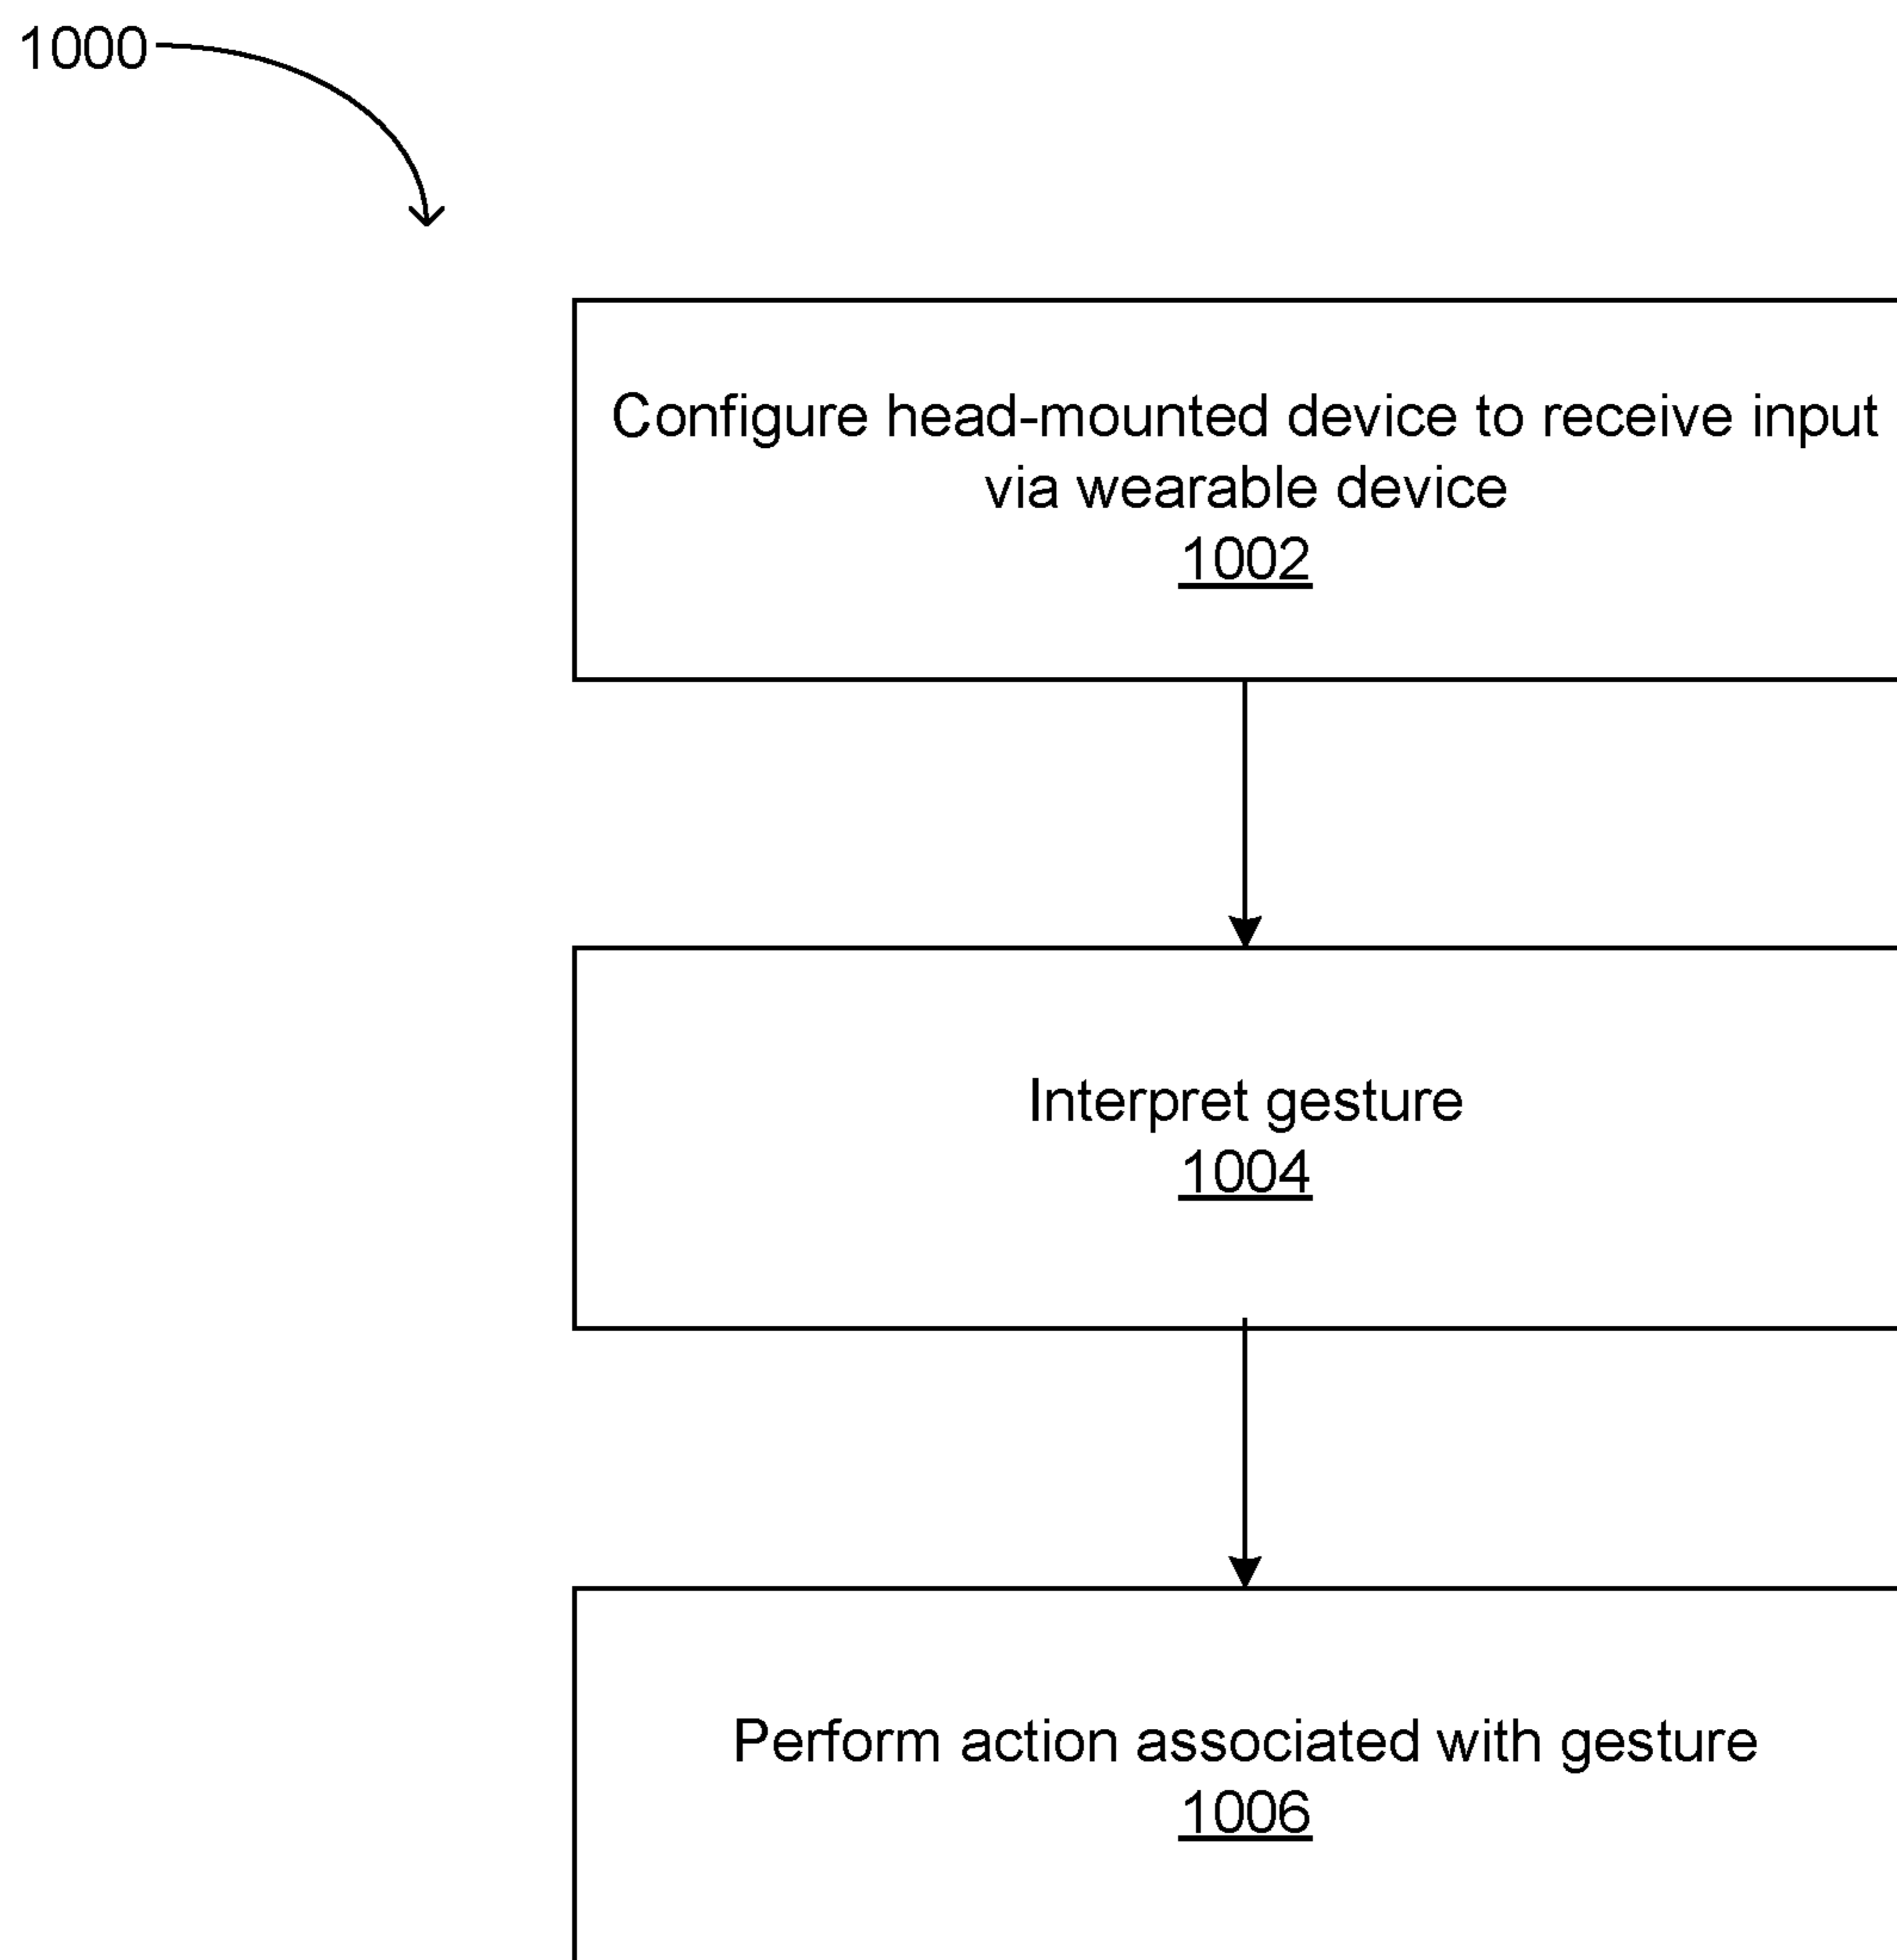 1000
Configure head-mounted device to receive input
via wearable device
1002
Interpret gesture
1004
Perform action associated with gesture
1006